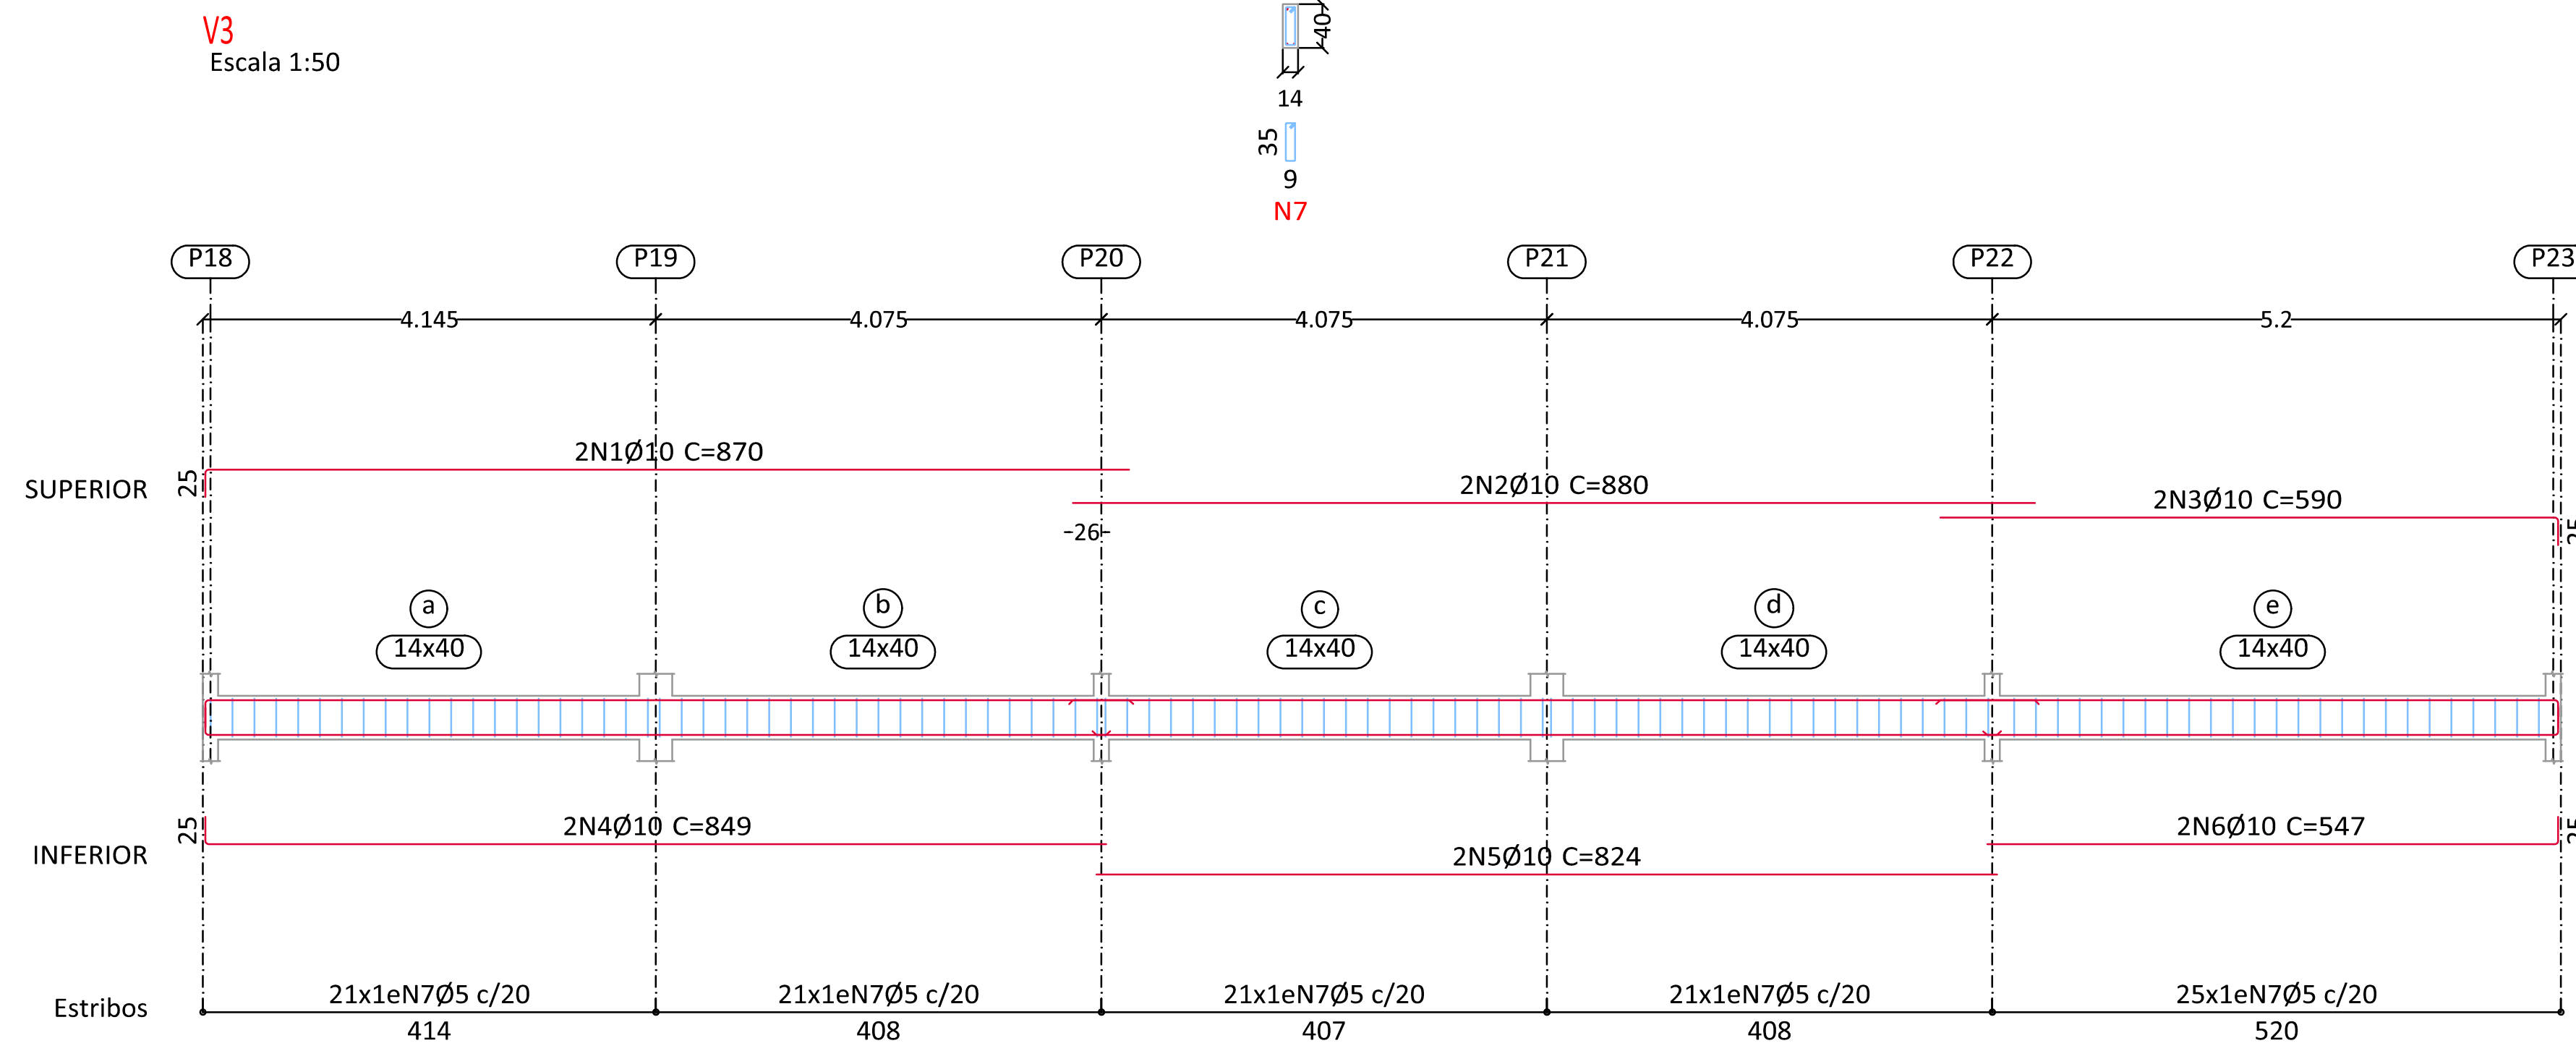 V3
Escala 1:50
40
14
35
9
N7
P18 P19 P20 P21 P22 P23
4.145 4.075 4.075 4.075 5.2
2N1Ø10 C=870
25
2N2Ø10 C=880
SUPERIOR
2N3Ø10 C=590
25
26
a b c d e
14x40 14x40 14x40 14x40 14x40
25
2N4Ø10 C=849
2N6Ø10 C=547
25
INFERIOR
2N5Ø10 C=824
Estribos
21x1eN7Ø5 c/20 21x1eN7Ø5 c/20 21x1eN7Ø5 c/20 21x1eN7Ø5 c/20 25x1eN7Ø5 c/20
414 408 407 408 520